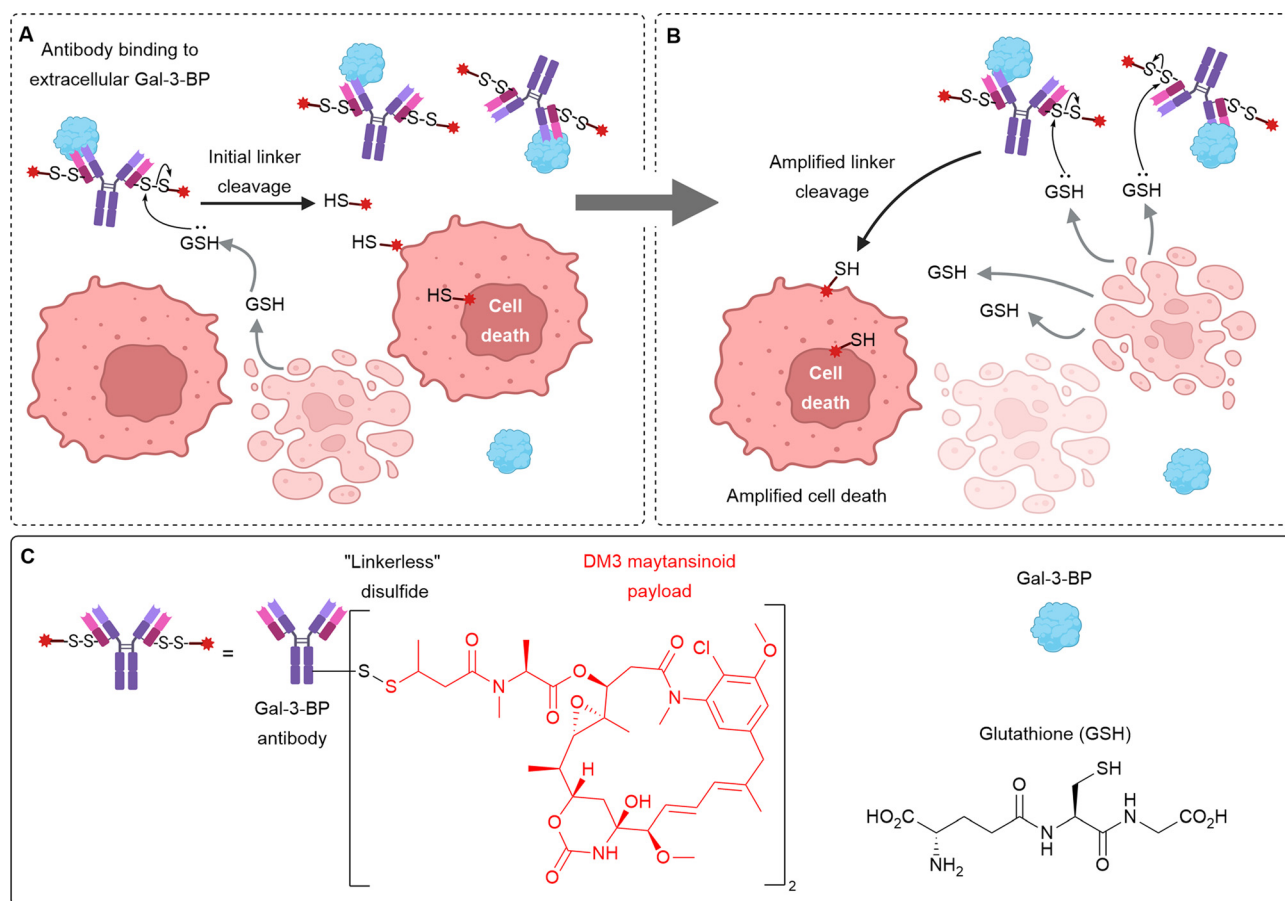 A
Antibody binding to
extracellular Gal-3-BP
S-S
S-S
S-S
S-S
S-S
S-S
Initial linker
cleavage
HS
GSH
HS
GSH
HS
Cell
death
B
S-S
S-S
S-S
S-S
Amplified linker
cleavage
GSH
GSH
SH
GSH
GSH
SH
Cell
death
Amplified cell death
C
"Linkerless"
disulfide
DM3 maytansinoid
payload
Gal-3-BP
S-S
S-S
=
Gal-3-BP
antibody
S
S
O
N
O
O
O
O
N
Cl
O
H
O
O
NH
OH
O
2
Glutathione (GSH)
SH
HO2C
NH2
O
N
H
O
H
N
CO2H